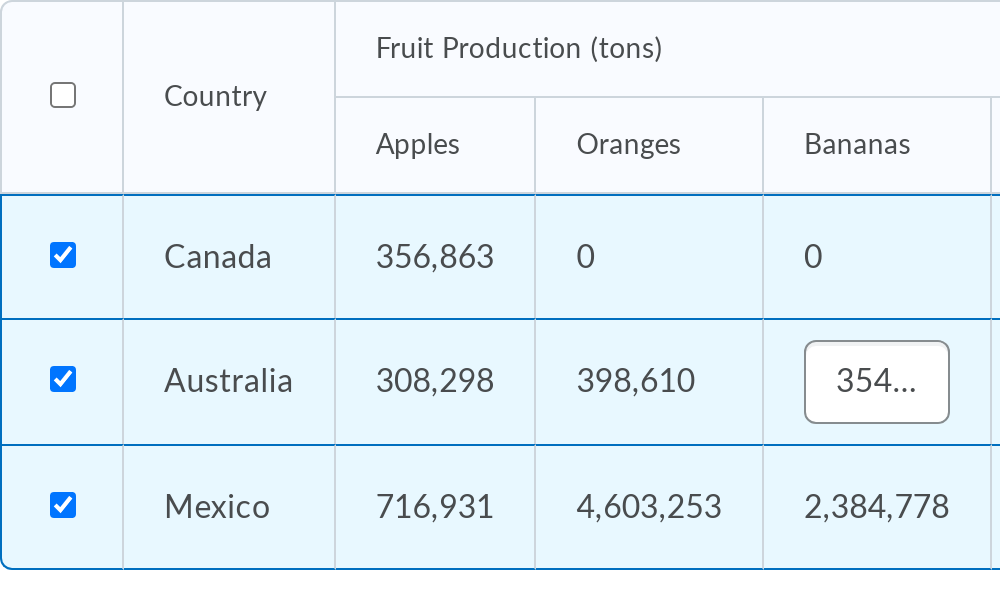 Fruit Production (tons)
Country
Apples Oranges Bananas
Canada 356,863 0 0
Australia 308,298 398,610 354...
Mexico 716,931 4,603,253 2,384,778